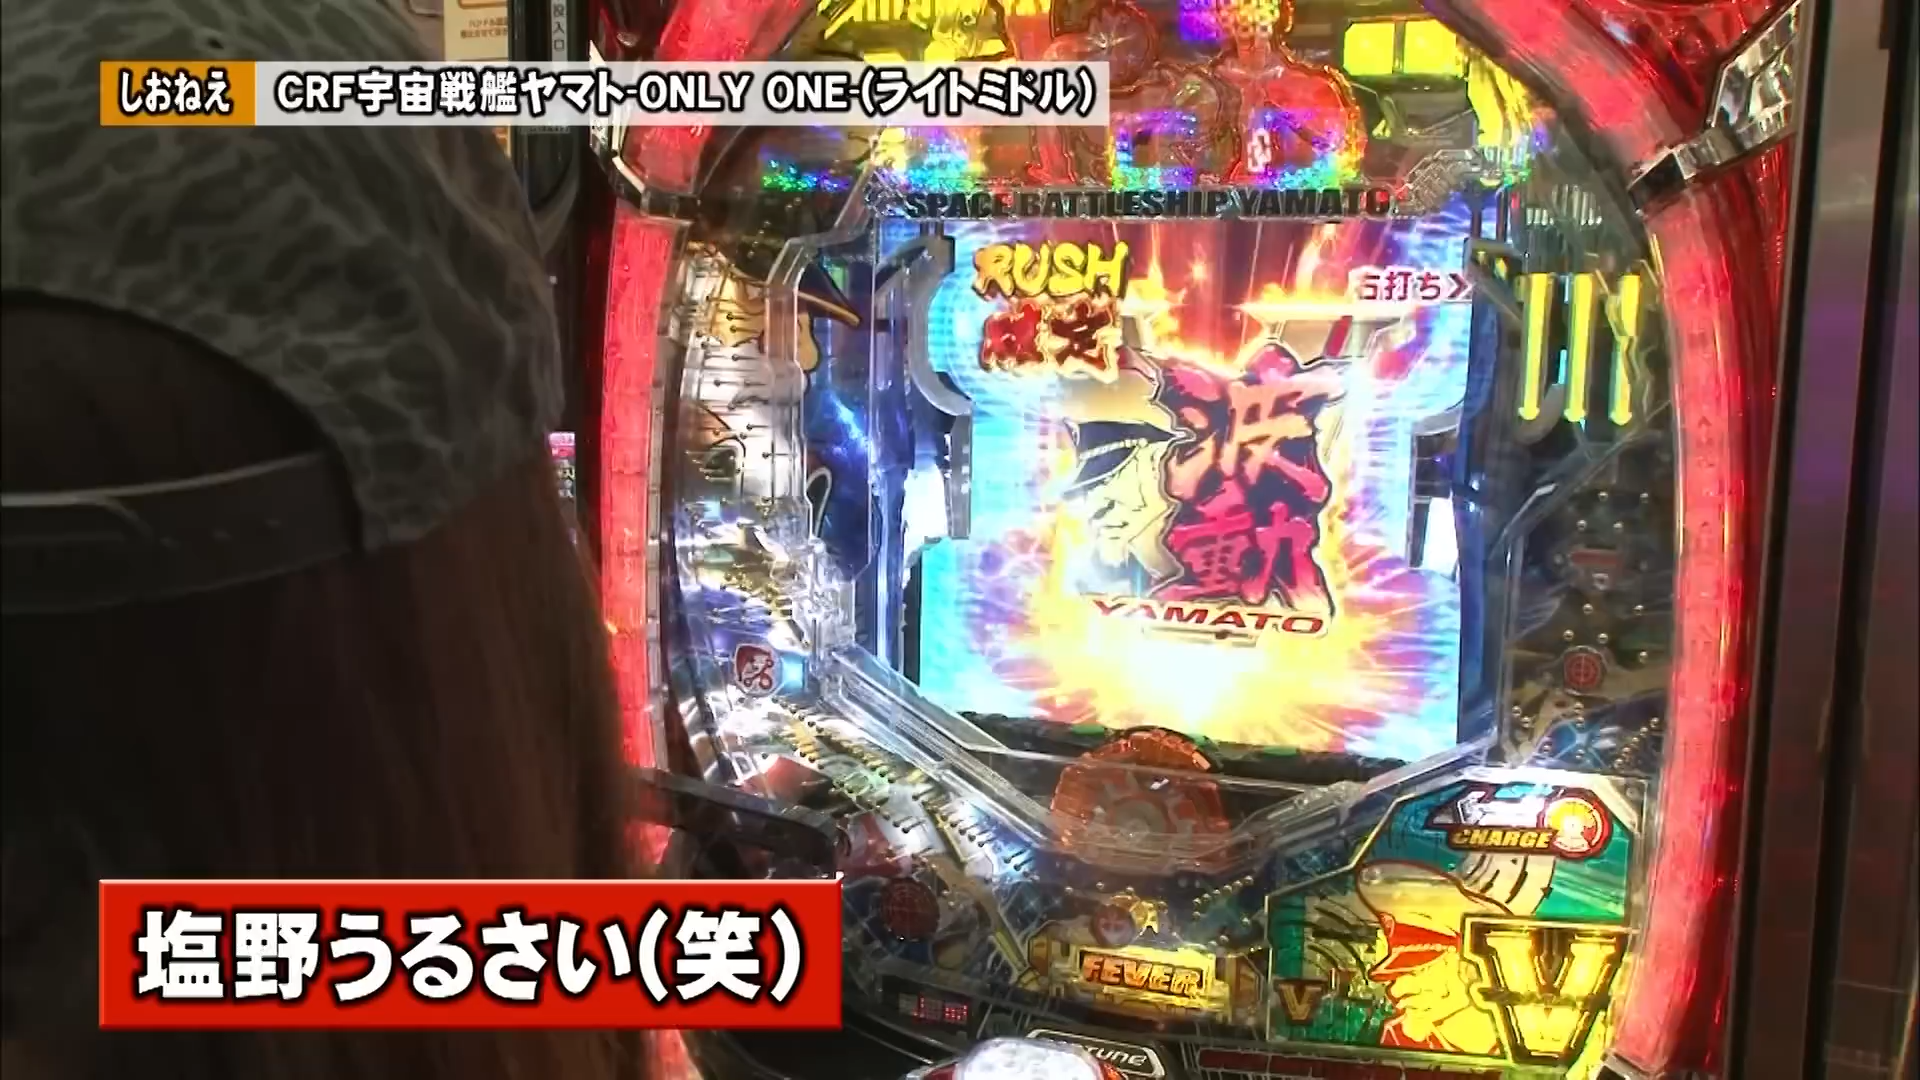 しおねえ
CRF宇宙戦艦ヤマト-ONLY ONE-(ライトミドル)
SPACE BATTLESHIP YAMATO
RUSH
限定
右打ち
波動
YAMATO
CHARGE
V
FEVER
V
塩野うるさい(笑)